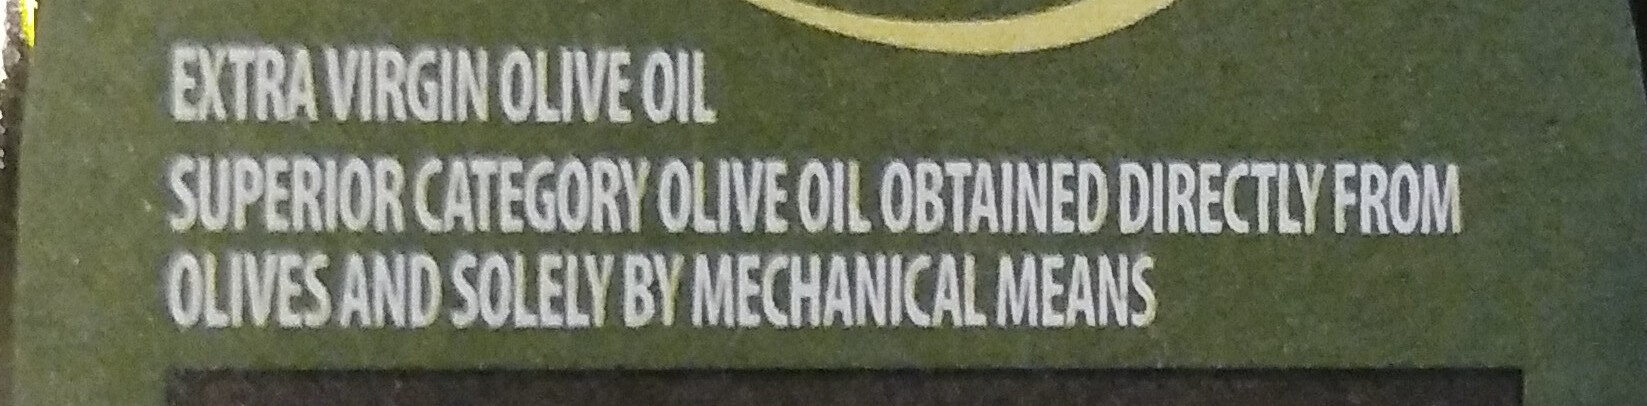 EXTRA VIRGIN OLIVE OIL
SUPERIOR CATEGORY OLIVE OIL OBTAINED DIRECTLY FROM
OLIVES AND SOLELY BY MECHANICAL MEANS